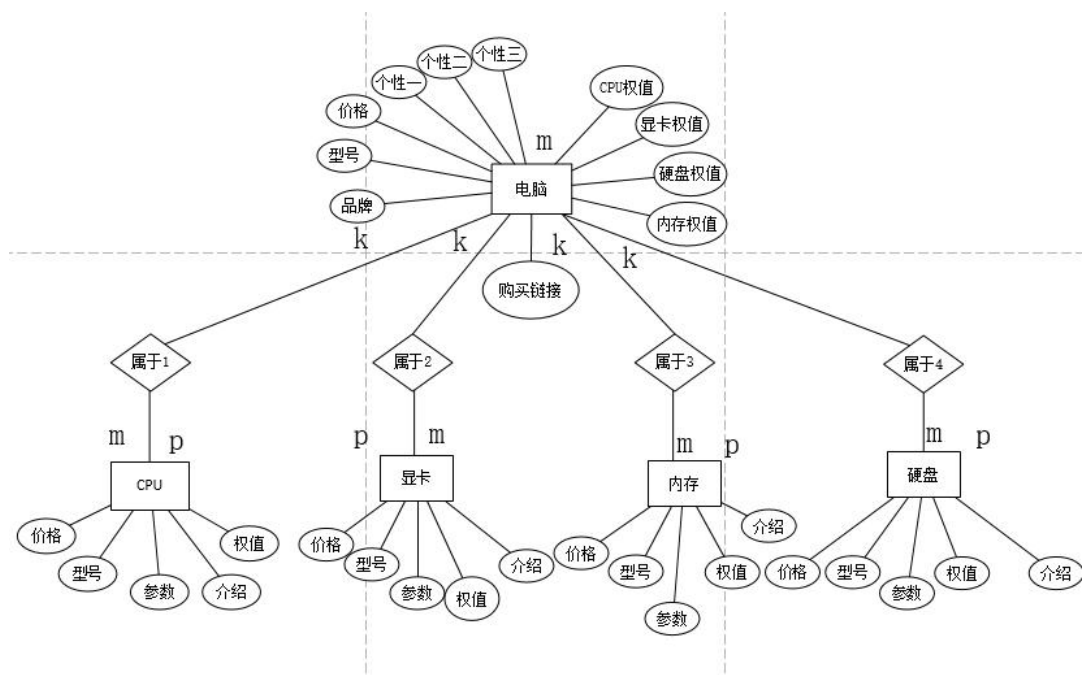 个性一
个性二
个性三
价格
型号
品牌
CPU权值
显卡权值
硬盘权值
内存权值
m
电脑
k
k
k
k
购买链接
属于1
属于2
属于3
属于4
m
p
p
m
m
p
m
p
CPU
显卡
内存
硬盘
价格
型号
参数
介绍
权值
价格
型号
参数
权值
介绍
价格
型号
参数
权值
介绍
价格
型号
参数
权值
介绍